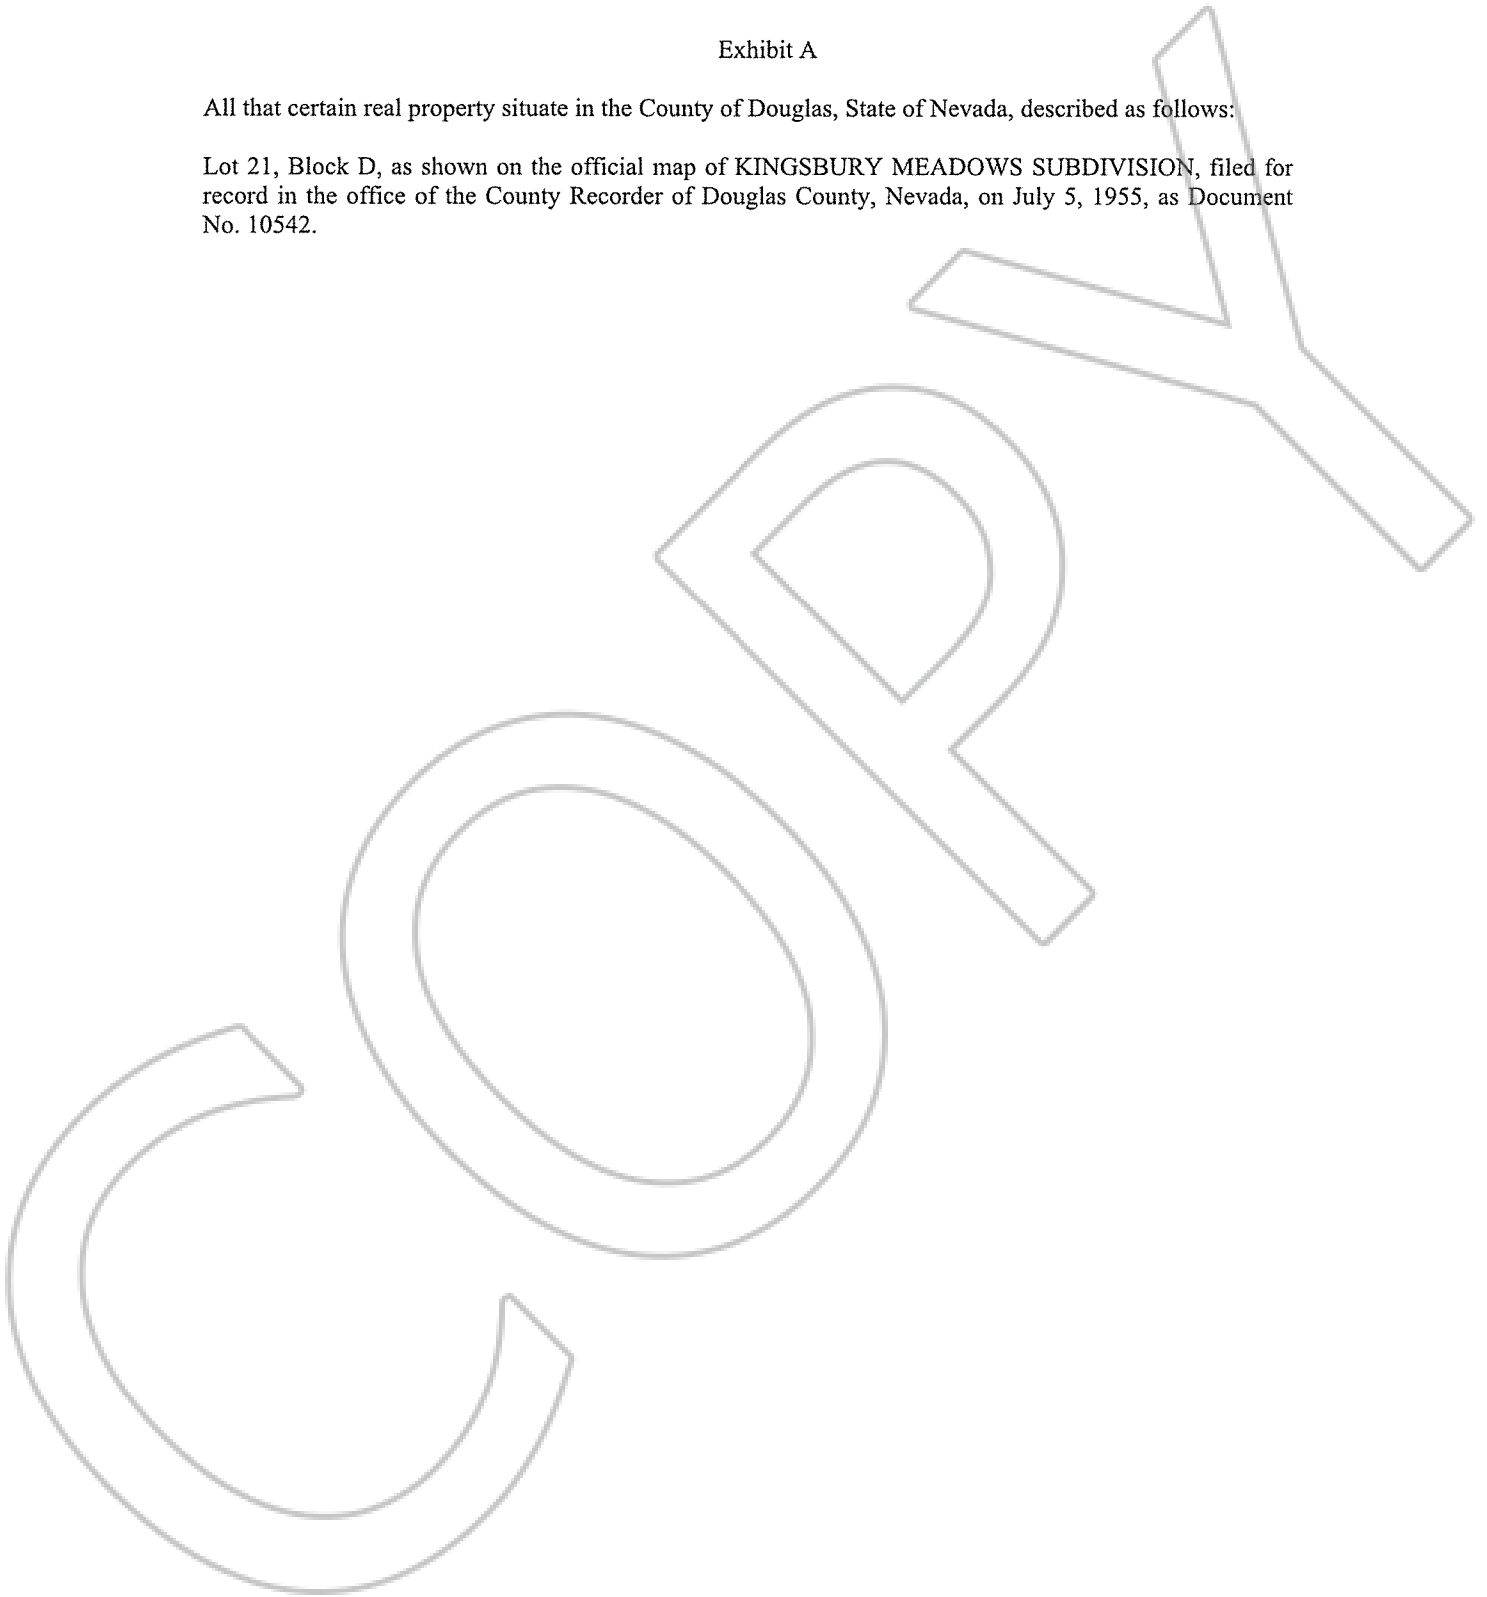 Exhibit A
All that certain real property situate in the County of Douglas, State of Nevada, described as follows:
Lot 21, Block D, as shown on the official map of KINGSBURY MEADOWS SUBDIVISION, filed for
record in the office of the County Recorder of Douglas County, Nevada, on July 5, 1955, as Document
No. 10542.
COPY